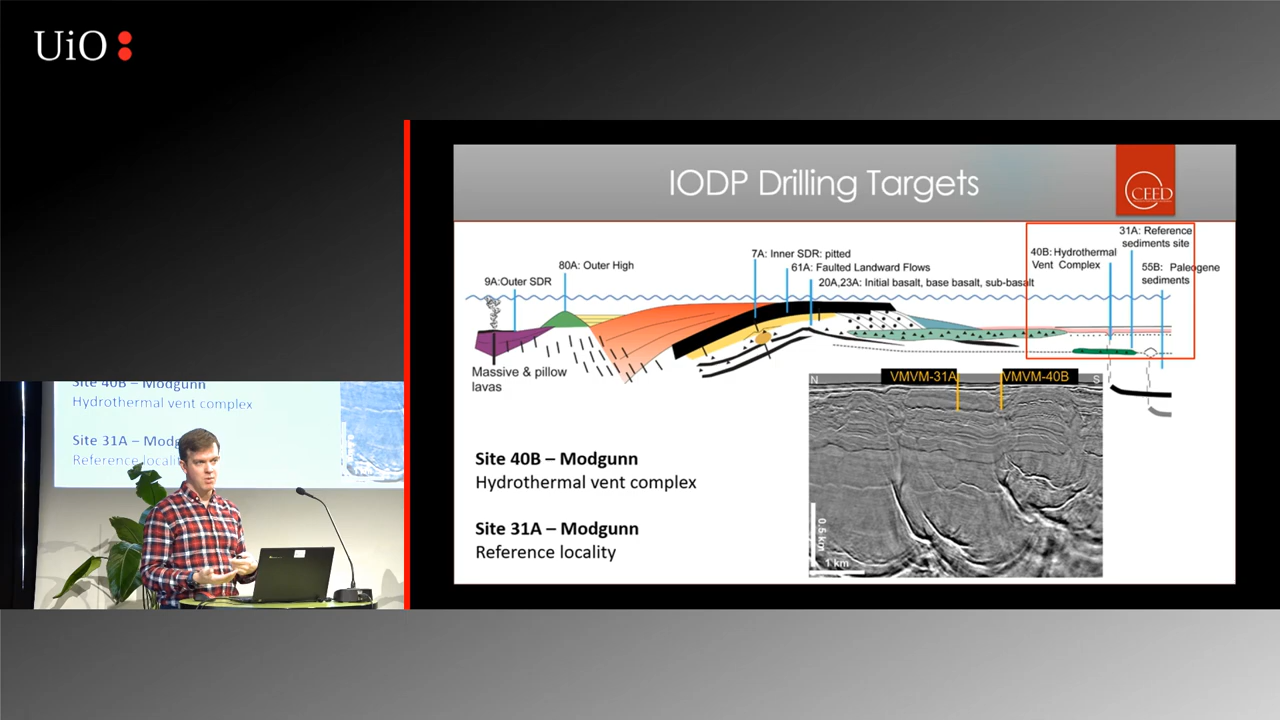 UiO
IODP Drilling Targets
CEED
31A: Reference
sediments site
40B: Hydrothermal
Vent Complex
55B: Paleogene
sediments
7A: Inner SDR: pitted
61A: Faulted Landward Flows
20A,23A: Initial basalt, base basalt, sub-basalt
80A: Outer High
9A:Outer SDR
Massive & pillow
lavas
N
VMVM-31A
VMVM-40B
S
0.5 km
1 km
Site 40B – Modgunn
Hydrothermal vent complex
Site 31A – Modgunn
Reference locality
Site 40B – Modgunn
Hydrothermal vent complex
Site 31A – Modg
Reference locali